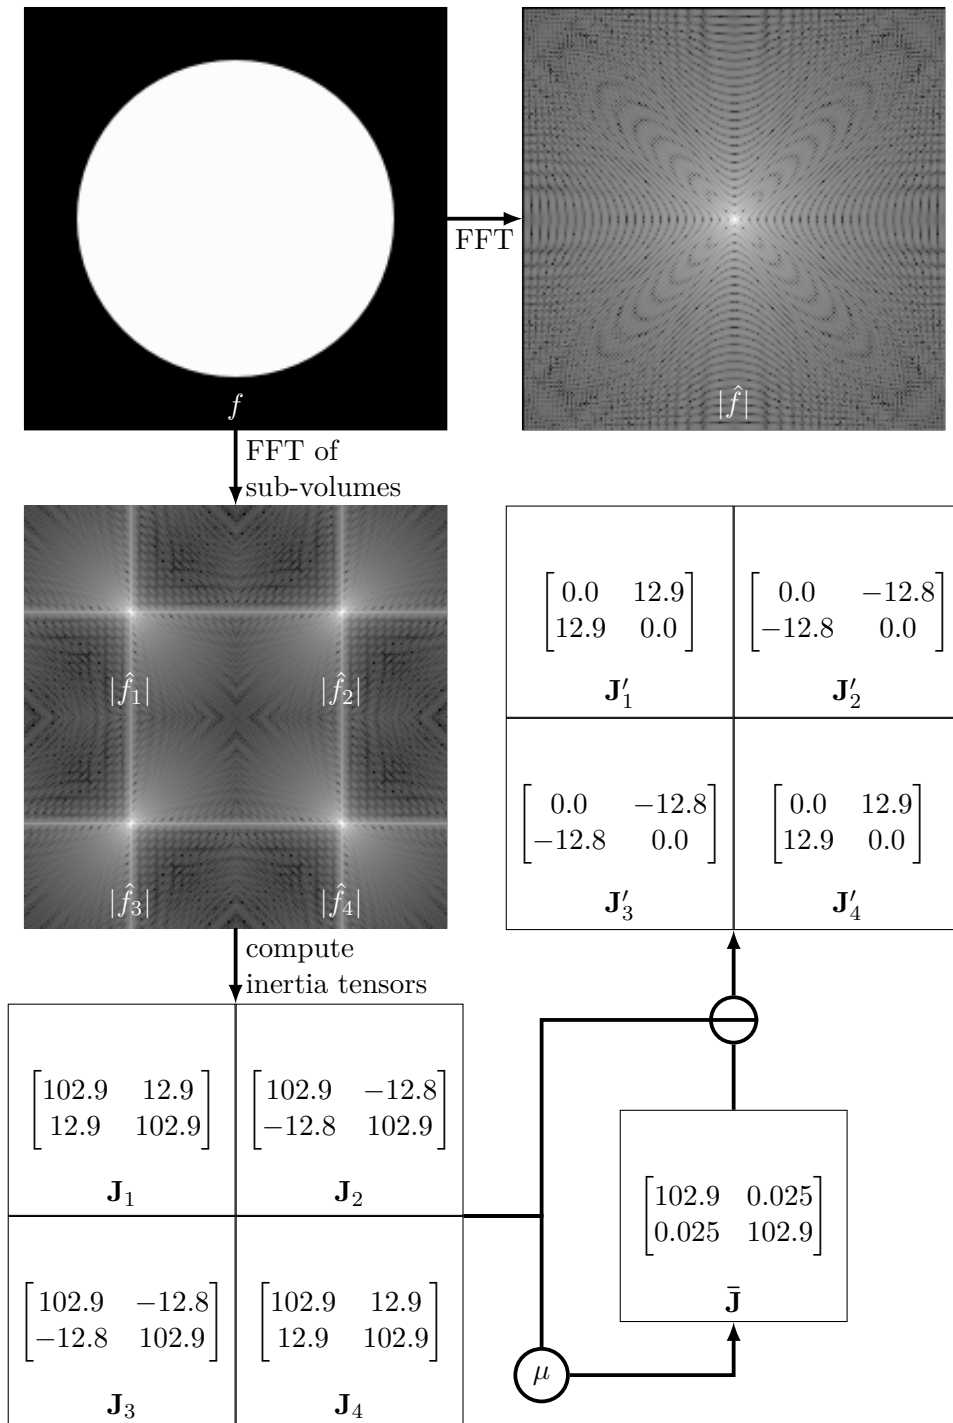 f
FFT
|f̂|
FFT of
sub-volumes
|f̂₁|
|f̂₂|
|f̂₃|
|f̂₄|
[0.0 12.9
12.9 0.0]
J′₁
[0.0 −12.8
−12.8 0.0]
J′₂
[0.0 −12.8
−12.8 0.0]
J′₃
[0.0 12.9
12.9 0.0]
J′₄
compute
inertia tensors
[102.9 12.9
12.9 102.9]
J₁
[102.9 −12.8
−12.8 102.9]
J₂
[102.9 −12.8
−12.8 102.9]
J₃
[102.9 12.9
12.9 102.9]
J₄
[102.9 0.025
0.025 102.9]
J̄
μ